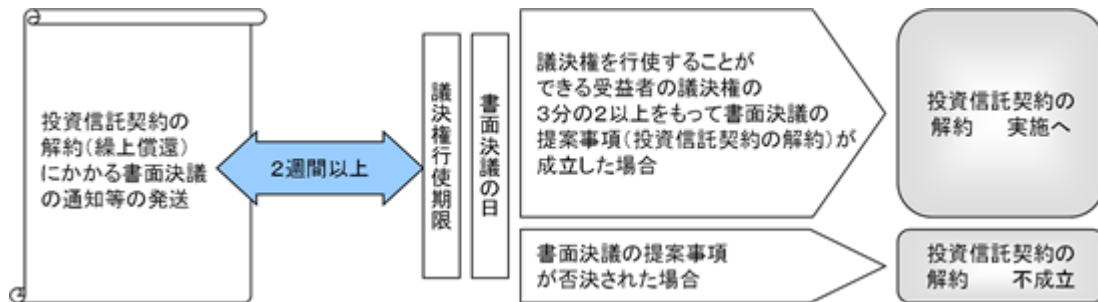 投資信託契約の
解約(繰上償還)
にかかる書面決議
の通知等の発送
2週間以上
議決権行使期限
書面決議の日
議決権を行使することが
できる受益者の議決権の
3分の2以上をもって書面決議の
提案事項(投資信託契約の解約)が
成立した場合
投資信託契約の
解約　実施へ
書面決議の提案事項
が否決された場合
投資信託契約の
解約　不成立